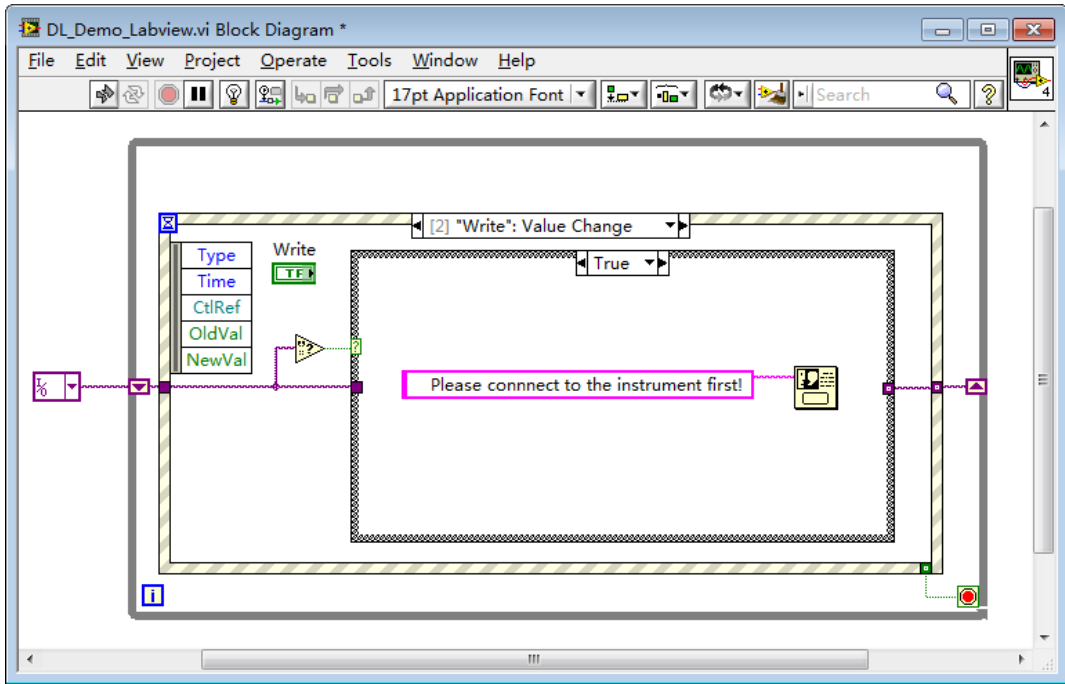 DL_Demo_Labview.vi Block Diagram *
File Edit View Project Operate Tools Window Help
17pt Application Font
Search
4
[2] "Write": Value Change
Type
Write
True
TF
Time
CtlRef
OldVal
"?
?
NewVal
I/O
Please connnect to the instrument first!
i